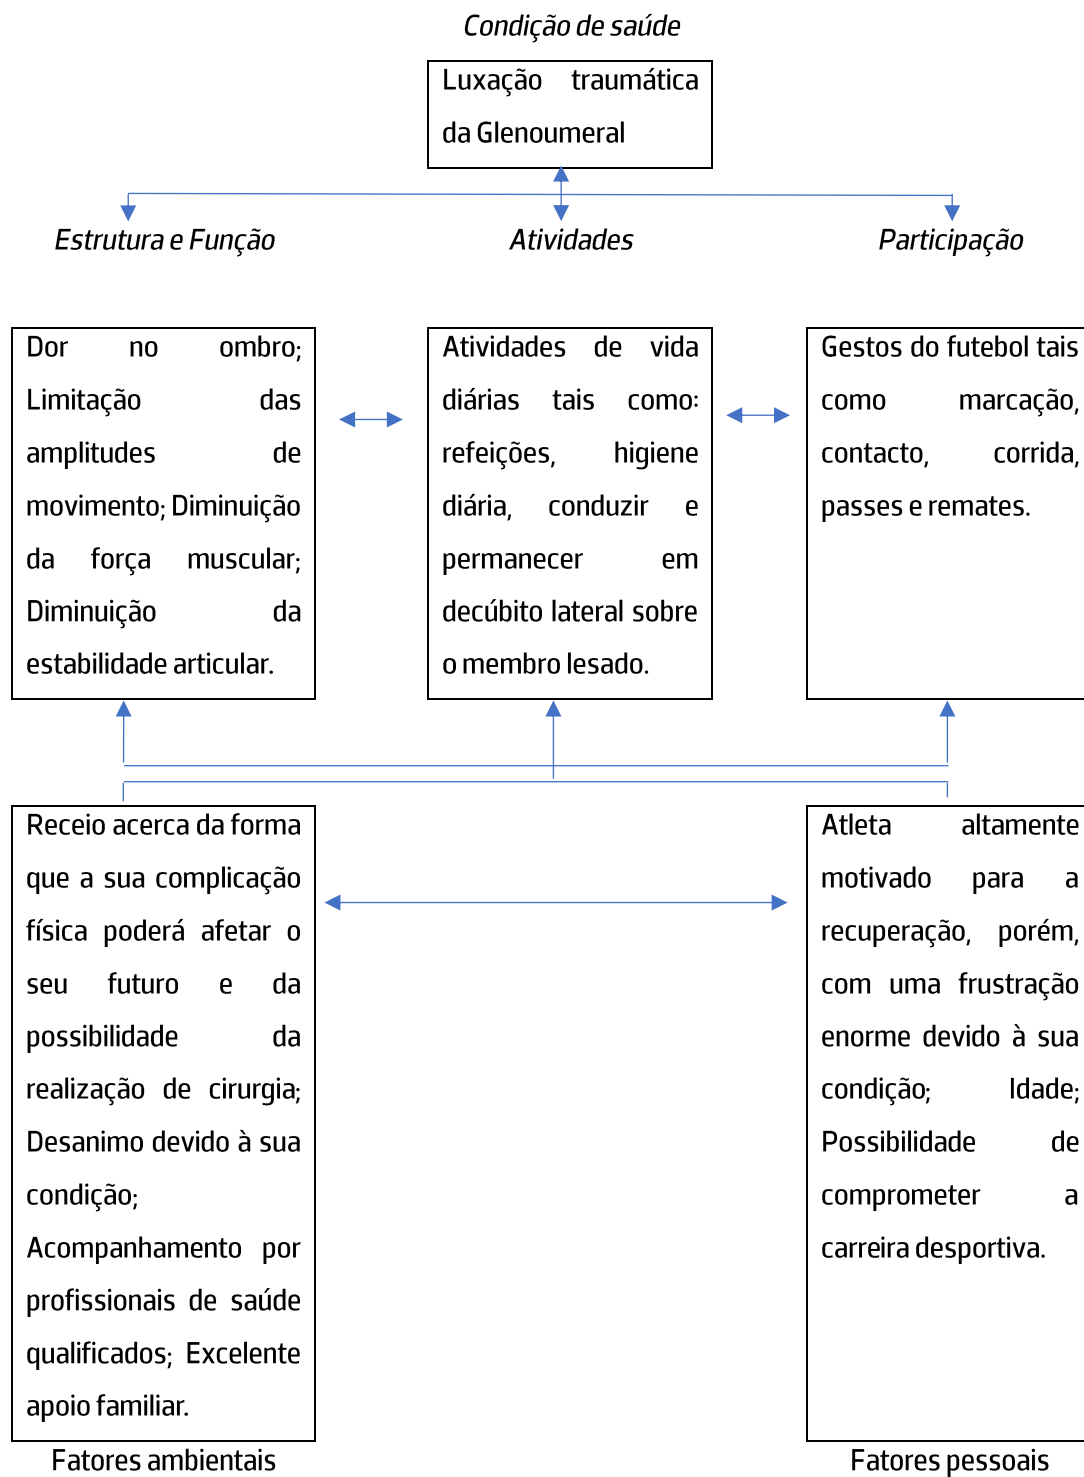 Condição de saúde
Luxação traumática
da Glenoumeral
Estrutura e Função
Atividades
Participação
Dor no ombro;
Limitação das
amplitudes de
movimento; Diminuição
da força muscular;
Diminuição da
estabilidade articular.
Atividades de vida
diárias tais como:
refeições, higiene
diária, conduzir e
permanecer em
decúbito lateral sobre
o membro lesado.
Gestos do futebol tais
como marcação,
contacto, corrida,
passes e remates.
Receio acerca da forma
que a sua complicação
física poderá afetar o
seu futuro e da
possibilidade da
realização de cirurgia;
Desanimo devido à sua
condição;
Acompanhamento por
profissionais de saúde
qualificados; Excelente
apoio familiar.
Atleta altamente
motivado para a
recuperação, porém,
com uma frustração
enorme devido à sua
condição; Idade;
Possibilidade de
comprometer a
carreira desportiva.
Fatores ambientais
Fatores pessoais